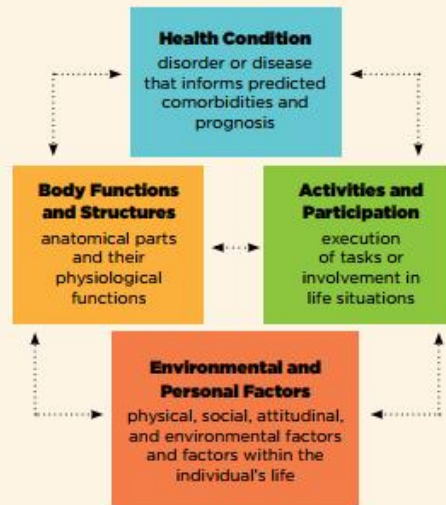 Health Condition
disorder or disease
that informs predicted
comorbidities and
prognosis
Body Functions
and Structures
anatomical parts
and their
physiological
functions
Activities and
Participation
execution
of tasks or
involvement in
life situations
Environmental and
Personal Factors
physical, social, attitudinal,
and environmental factors
and factors within the
individual's life